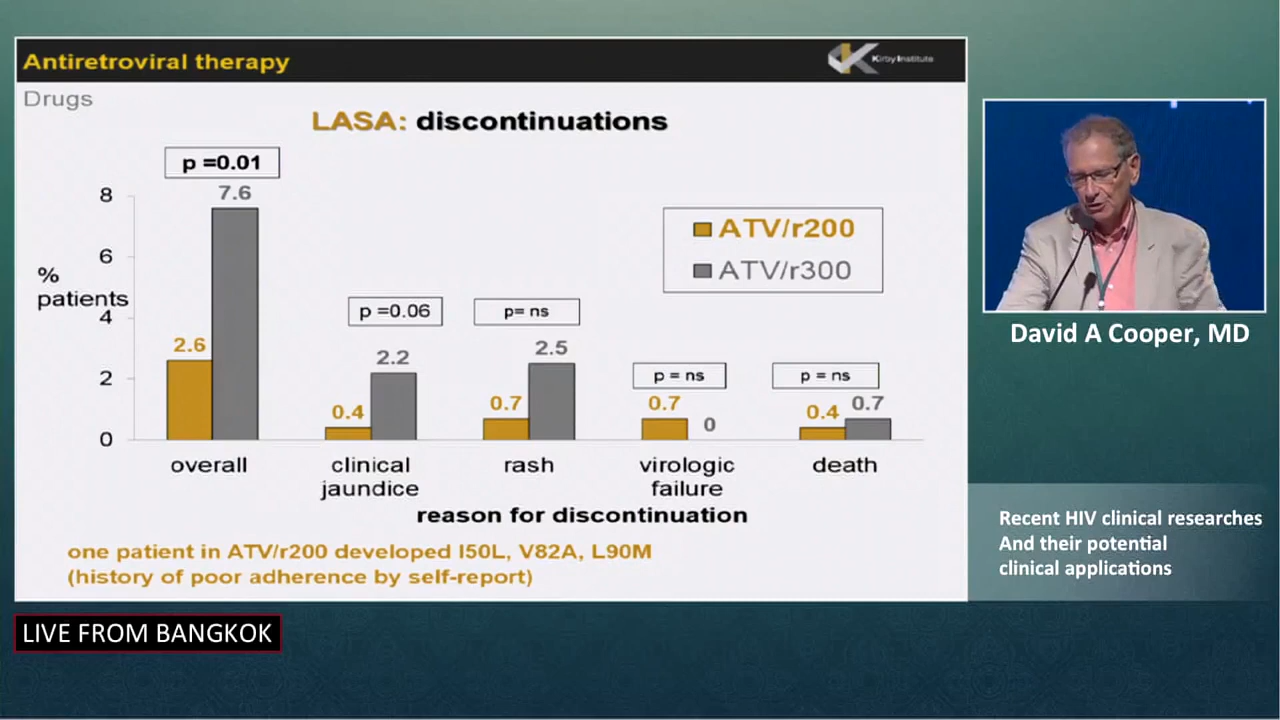 Antiretroviral therapy
Kirby Institute
Drugs
LASA: discontinuations
p =0.01
8
7.6
ATV/r200
ATV/r300
6
%
patients
4
p =0.06
p= ns
2.6
2.2
2.5
2
p = ns
p = ns
0.4
0.7
0.7
0
0.4
0.7
0
overall
clinical
jaundice
rash
virologic
failure
death
reason for discontinuation
one patient in ATV/r200 developed I50L, V82A, L90M
(history of poor adherence by self-report)
David A Cooper, MD
Recent HIV clinical researches
And their potential
clinical applications
LIVE FROM BANGKOK